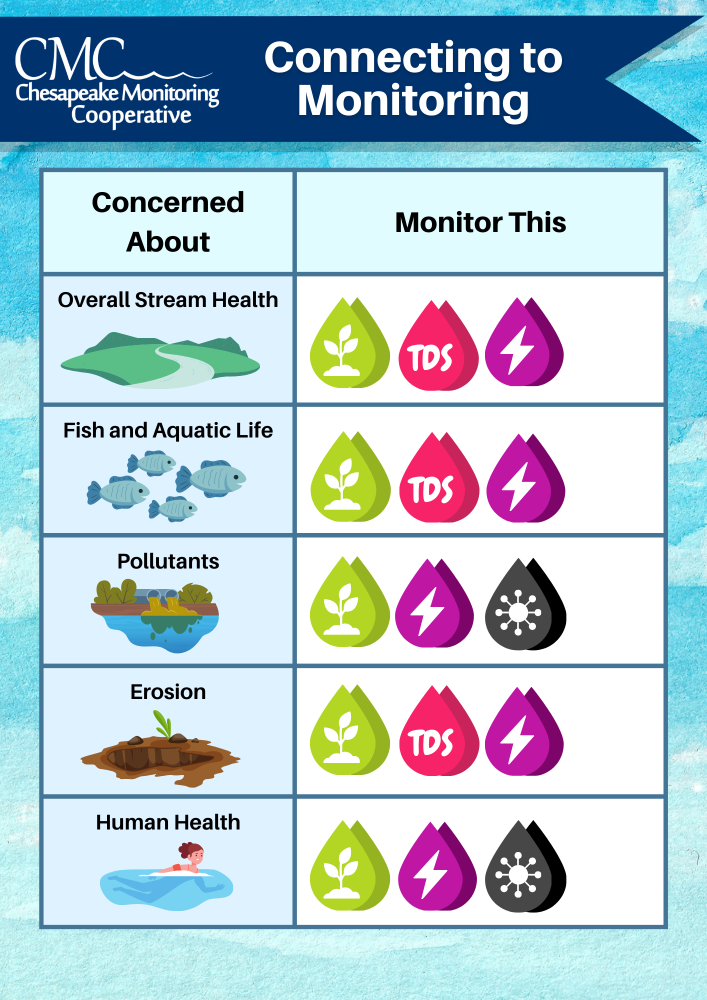 CMC
Chesapeake Monitoring
Cooperative
Connecting to
Monitoring
Concerned
About
Monitor This
Overall Stream Health
TDS
Fish and Aquatic Life
TDS
Pollutants
Erosion
TDS
Human Health